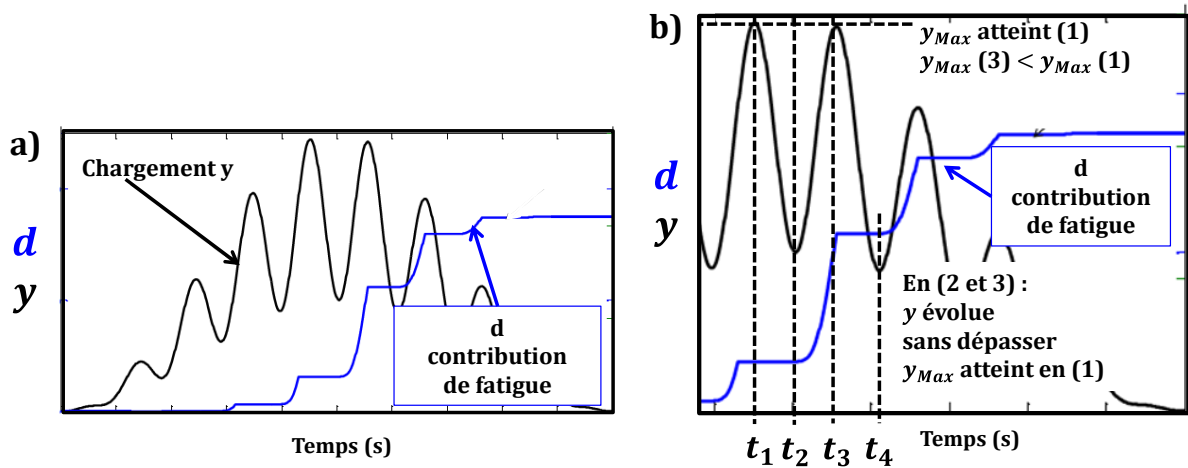 a)
Chargement y
d
y
d
contribution
de fatigue
Temps (s)
b)
y_Max atteint (1)
y_Max (3) < y_Max (1)
d
y
d
contribution
de fatigue
En (2 et 3) :
y évolue
sans dépasser
y_Max atteint en (1)
t_1 t_2 t_3 t_4
Temps (s)